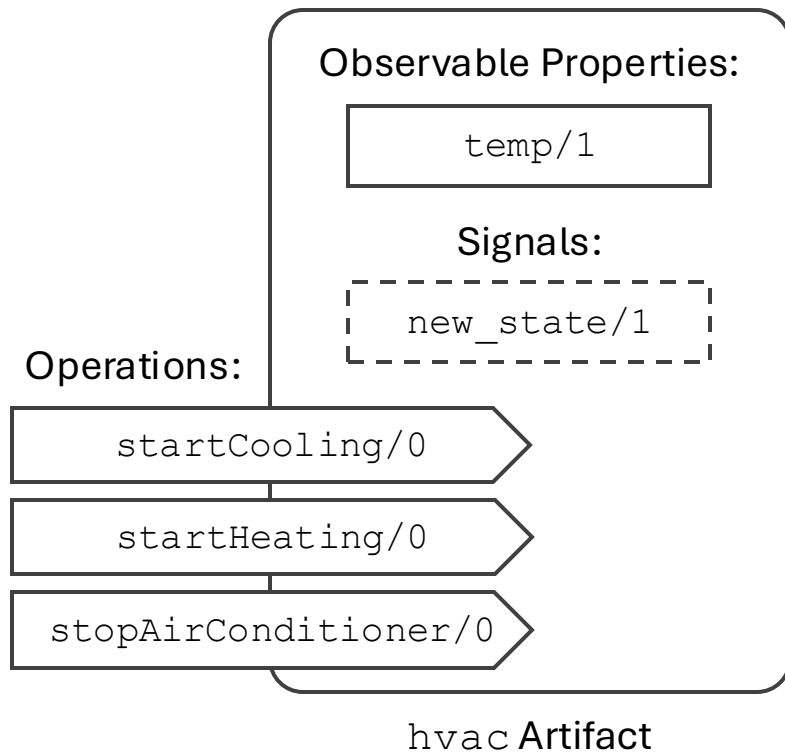 Observable Properties:
temp/1
Signals:
new_state/1
Operations:
startCooling/0
startHeating/0
stopAirConditioner/0
hvac Artifact